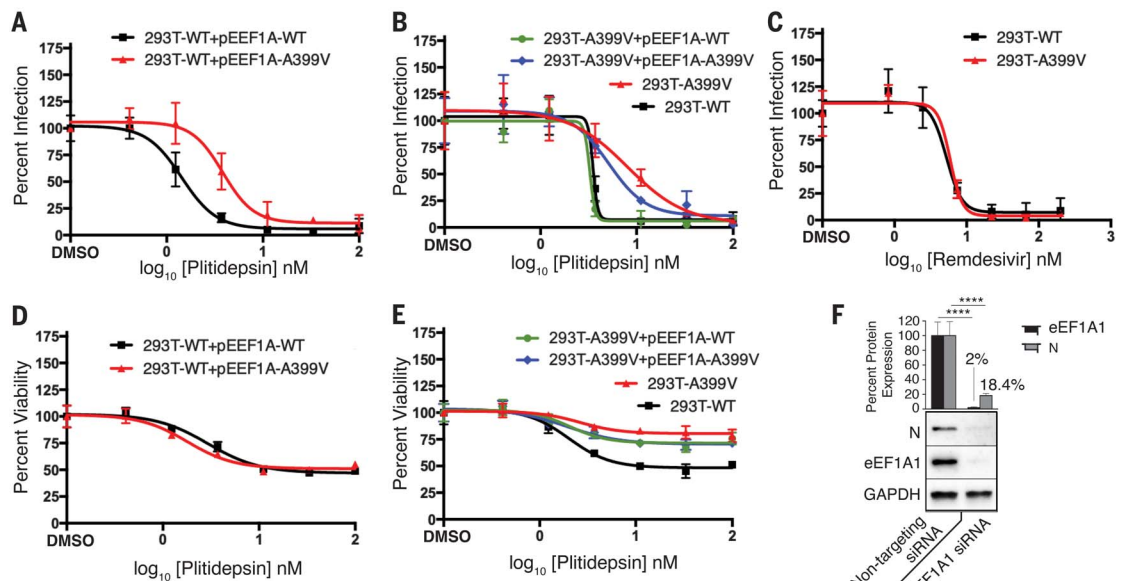 A
Percent Infection
175
150
125
100
75
50
25
0
DMSO
0
1
2
log10 [Plitidepsin] nM
293T-WT+pEEF1A-WT
293T-WT+pEEF1A-A399V
B
Percent Infection
175
150
125
100
75
50
25
0
DMSO
0
1
2
log10 [Plitidepsin] nM
293T-A399V+pEEF1A-WT
293T-A399V+pEEF1A-A399V
293T-A399V
293T-WT
C
Percent Infection
175
150
125
100
75
50
25
0
DMSO
0
1
2
3
log10 [Remdesivir] nM
293T-WT
293T-A399V
D
Percent Viability
175
150
125
100
75
50
25
0
DMSO
0
1
2
log10 [Plitidepsin] nM
293T-WT+pEEF1A-WT
293T-WT+pEEF1A-A399V
E
Percent Viability
175
150
125
100
75
50
25
0
DMSO
0
1
2
log10 [Plitidepsin] nM
293T-A399V+pEEF1A-WT
293T-A399V+pEEF1A-A399V
293T-A399V
293T-WT
F
Percent Protein
Expression
120
100
80
60
40
20
0
****
****
2%
18.4%
eEF1A1
N
N
eEF1A1
GAPDH
Non-targeting
siRNA
EF1A1 siRNA